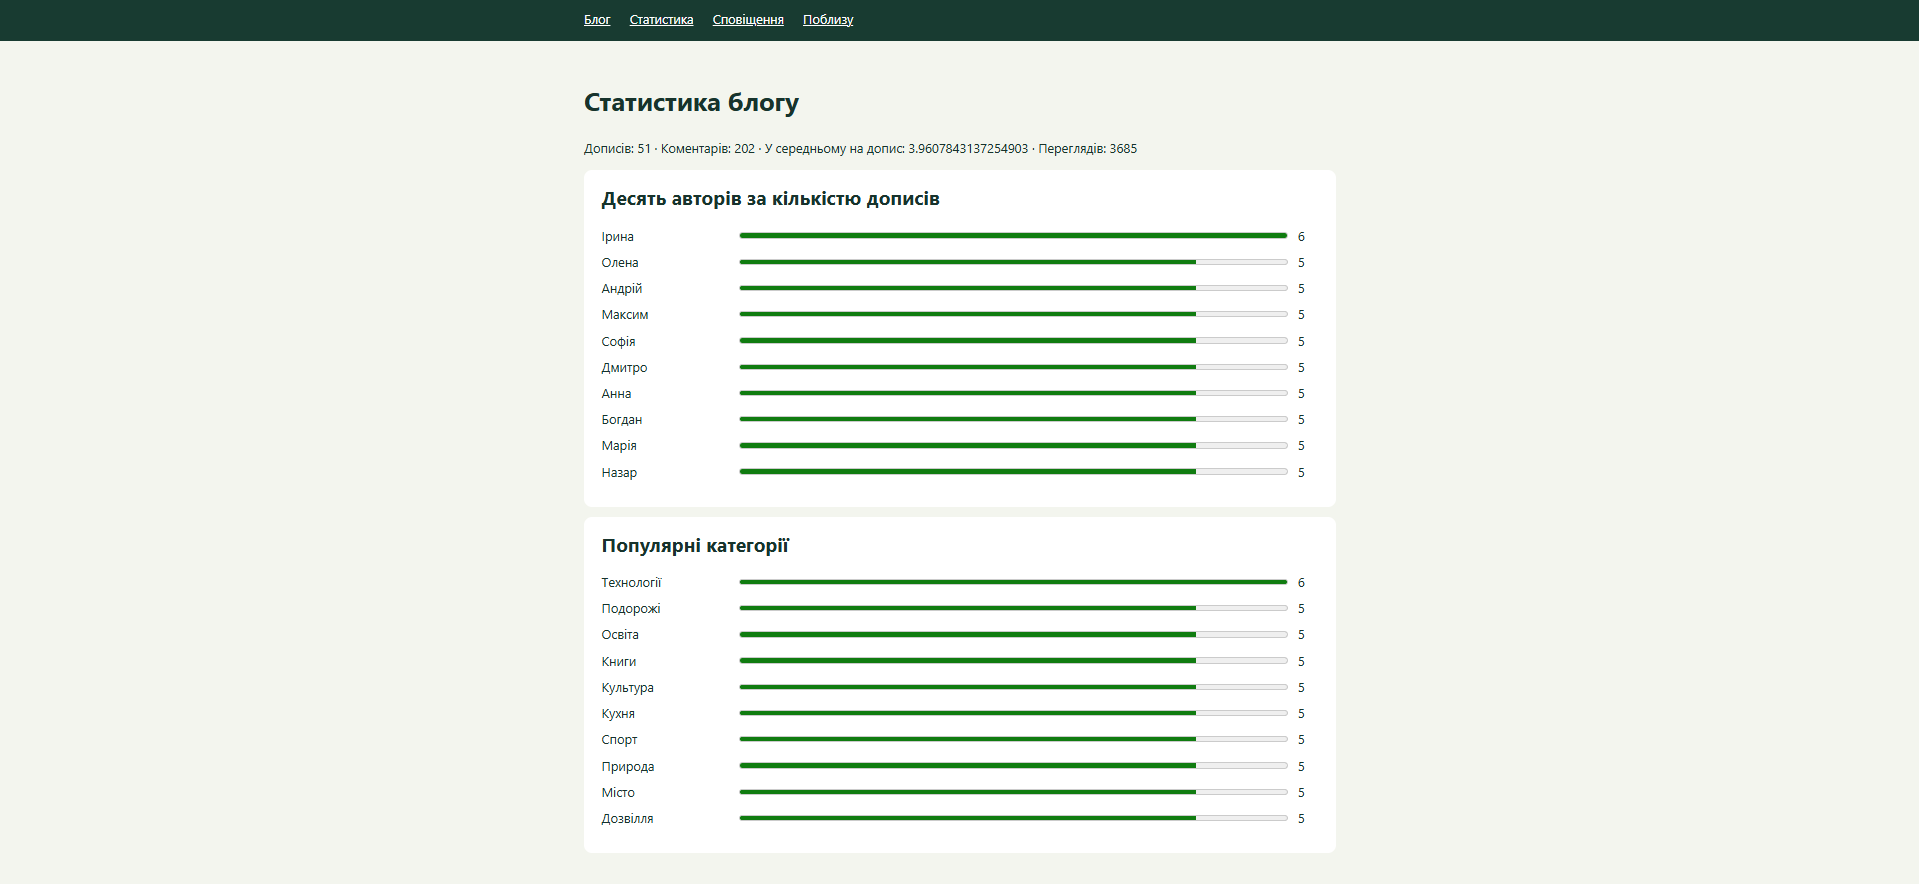 Блог Статистика Сповіщення Поблизу
Статистика блогу
Дописів: 51 · Коментарів: 202 · У середньому на допис: 3.9607843137254903 · Переглядів: 3685
Десять авторів за кількістю дописів
Ірина 6
Олена 5
Андрій 5
Максим 5
Софія 5
Дмитро 5
Анна 5
Богдан 5
Марія 5
Назар 5
Популярні категорії
Технології 6
Подорожі 5
Освіта 5
Книги 5
Культура 5
Кухня 5
Спорт 5
Природа 5
Місто 5
Дозвілля 5